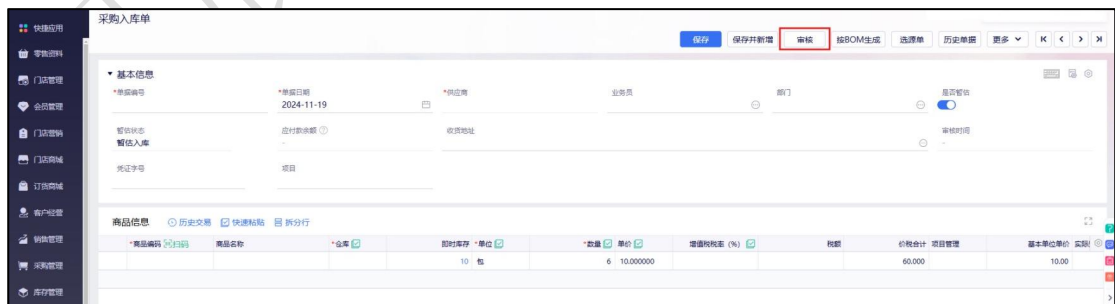 采购入库单
快捷应用
零售资料
门店管理
会员管理
门店营销
门店商城
订货商城
客户经营
销售管理
采购管理
库存管理
保存 保存并新增 审核 按BOM生成 选源单 历史单据 更多
基本信息
*单据编号 *单据日期 *供应商 业务员 部门 是否暂估
2024-11-19
暂估状态 应付款余额 收货地址 审核时间
暂估入库 - -
凭证字号 项目
商品信息 历史交易 快速粘贴 拆分行
*商品编码 扫码 商品名称 *仓库 即时库存 *单位 *数量 单价 增值税税率 (%) 税额 价税合计 项目管理 基本单位单价
10 包 6 10.000000 60.000 10.00